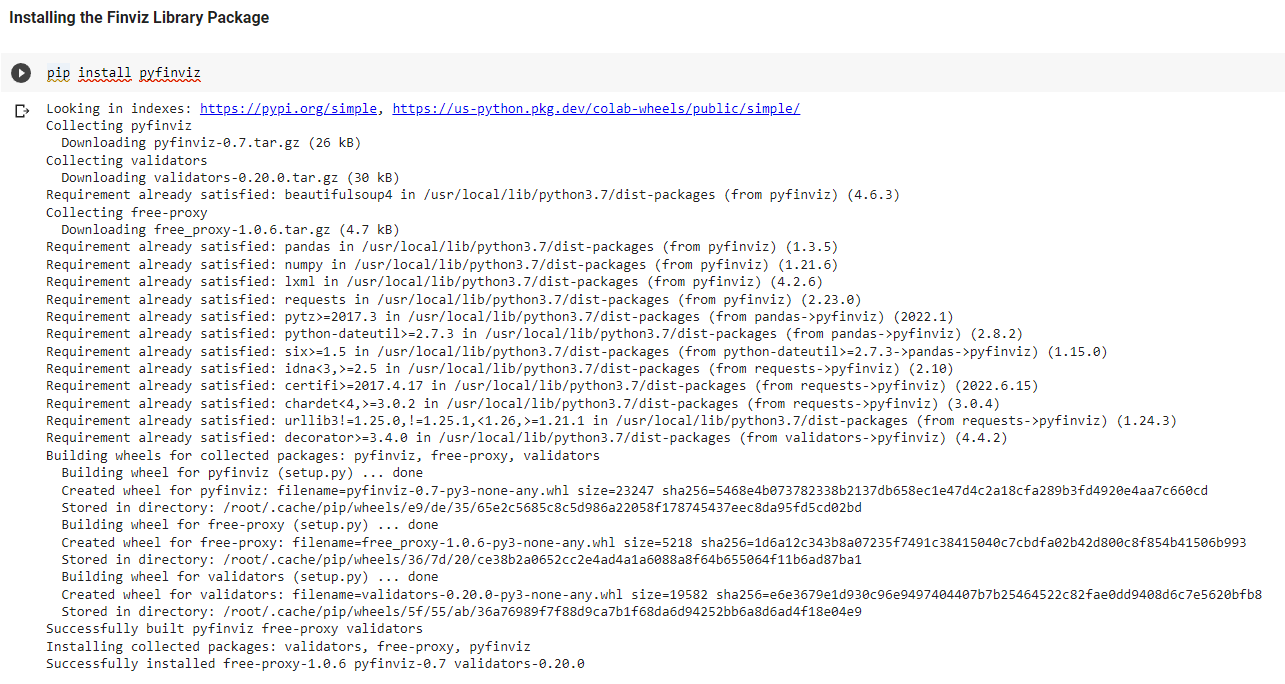 Installing the Finviz Library Package
pip install pyfinviz
Looking in indexes: https://pypi.org/simple, https://us-python.pkg.dev/colab-wheels/public/simple/
Collecting pyfinviz
Downloading pyfinviz-0.7.tar.gz (26 kB)
Collecting validators
Downloading validators-0.20.0.tar.gz (30 kB)
Requirement already satisfied: beautifulsoup4 in /usr/local/lib/python3.7/dist-packages (from pyfinviz) (4.6.3)
Collecting free-proxy
Downloading free_proxy-1.0.6.tar.gz (4.7 kB)
Requirement already satisfied: pandas in /usr/local/lib/python3.7/dist-packages (from pyfinviz) (1.3.5)
Requirement already satisfied: numpy in /usr/local/lib/python3.7/dist-packages (from pyfinviz) (1.21.6)
Requirement already satisfied: lxml in /usr/local/lib/python3.7/dist-packages (from pyfinviz) (4.2.6)
Requirement already satisfied: requests in /usr/local/lib/python3.7/dist-packages (from pyfinviz) (2.23.0)
Requirement already satisfied: pytz>=2017.3 in /usr/local/lib/python3.7/dist-packages (from pandas->pyfinviz) (2022.1)
Requirement already satisfied: python-dateutil>=2.7.3 in /usr/local/lib/python3.7/dist-packages (from pandas->pyfinviz) (2.8.2)
Requirement already satisfied: six>=1.5 in /usr/local/lib/python3.7/dist-packages (from python-dateutil>=2.7.3->pandas->pyfinviz) (1.15.0)
Requirement already satisfied: idna<3,>=2.5 in /usr/local/lib/python3.7/dist-packages (from requests->pyfinviz) (2.10)
Requirement already satisfied: certifi>=2017.4.17 in /usr/local/lib/python3.7/dist-packages (from requests->pyfinviz) (2022.6.15)
Requirement already satisfied: chardet<4,>=3.0.2 in /usr/local/lib/python3.7/dist-packages (from requests->pyfinviz) (3.0.4)
Requirement already satisfied: urllib3!=1.25.0,!=1.25.1,<1.26,>=1.21.1 in /usr/local/lib/python3.7/dist-packages (from requests->pyfinviz) (1.24.3)
Requirement already satisfied: decorator>=3.4.0 in /usr/local/lib/python3.7/dist-packages (from validators->pyfinviz) (4.4.2)
Building wheels for collected packages: pyfinviz, free-proxy, validators
Building wheel for pyfinviz (setup.py) ... done
Created wheel for pyfinviz: filename=pyfinviz-0.7-py3-none-any.whl size=23247 sha256=5468e4b073782338b2137db658ec1e47d4c2a18cfa289b3fd4920e4aa7c660cd
Stored in directory: /root/.cache/pip/wheels/e9/de/35/65e2c5685c8c5d986a22058f178745437eec8da95fd5cd02bd
Building wheel for free-proxy (setup.py) ... done
Created wheel for free-proxy: filename=free_proxy-1.0.6-py3-none-any.whl size=5218 sha256=1d6a12c343b8a07235f7491c38415040c7cbdfa02b42d800c8f854b41506b993
Stored in directory: /root/.cache/pip/wheels/36/7d/20/ce38b2a0652cc2e4ad4a1a6088a8f64b655064f11b6ad87ba1
Building wheel for validators (setup.py) ... done
Created wheel for validators: filename=validators-0.20.0-py3-none-any.whl size=19582 sha256=e6e3679e1d930c96e9497404407b7b25464522c82fae0dd9408d6c7e5620bfb8
Stored in directory: /root/.cache/pip/wheels/5f/55/ab/36a76989f7f88d9ca7b1f68da6d94252bb6a8d6ad4f18e04e9
Successfully built pyfinviz free-proxy validators
Installing collected packages: validators, free-proxy, pyfinviz
Successfully installed free-proxy-1.0.6 pyfinviz-0.7 validators-0.20.0